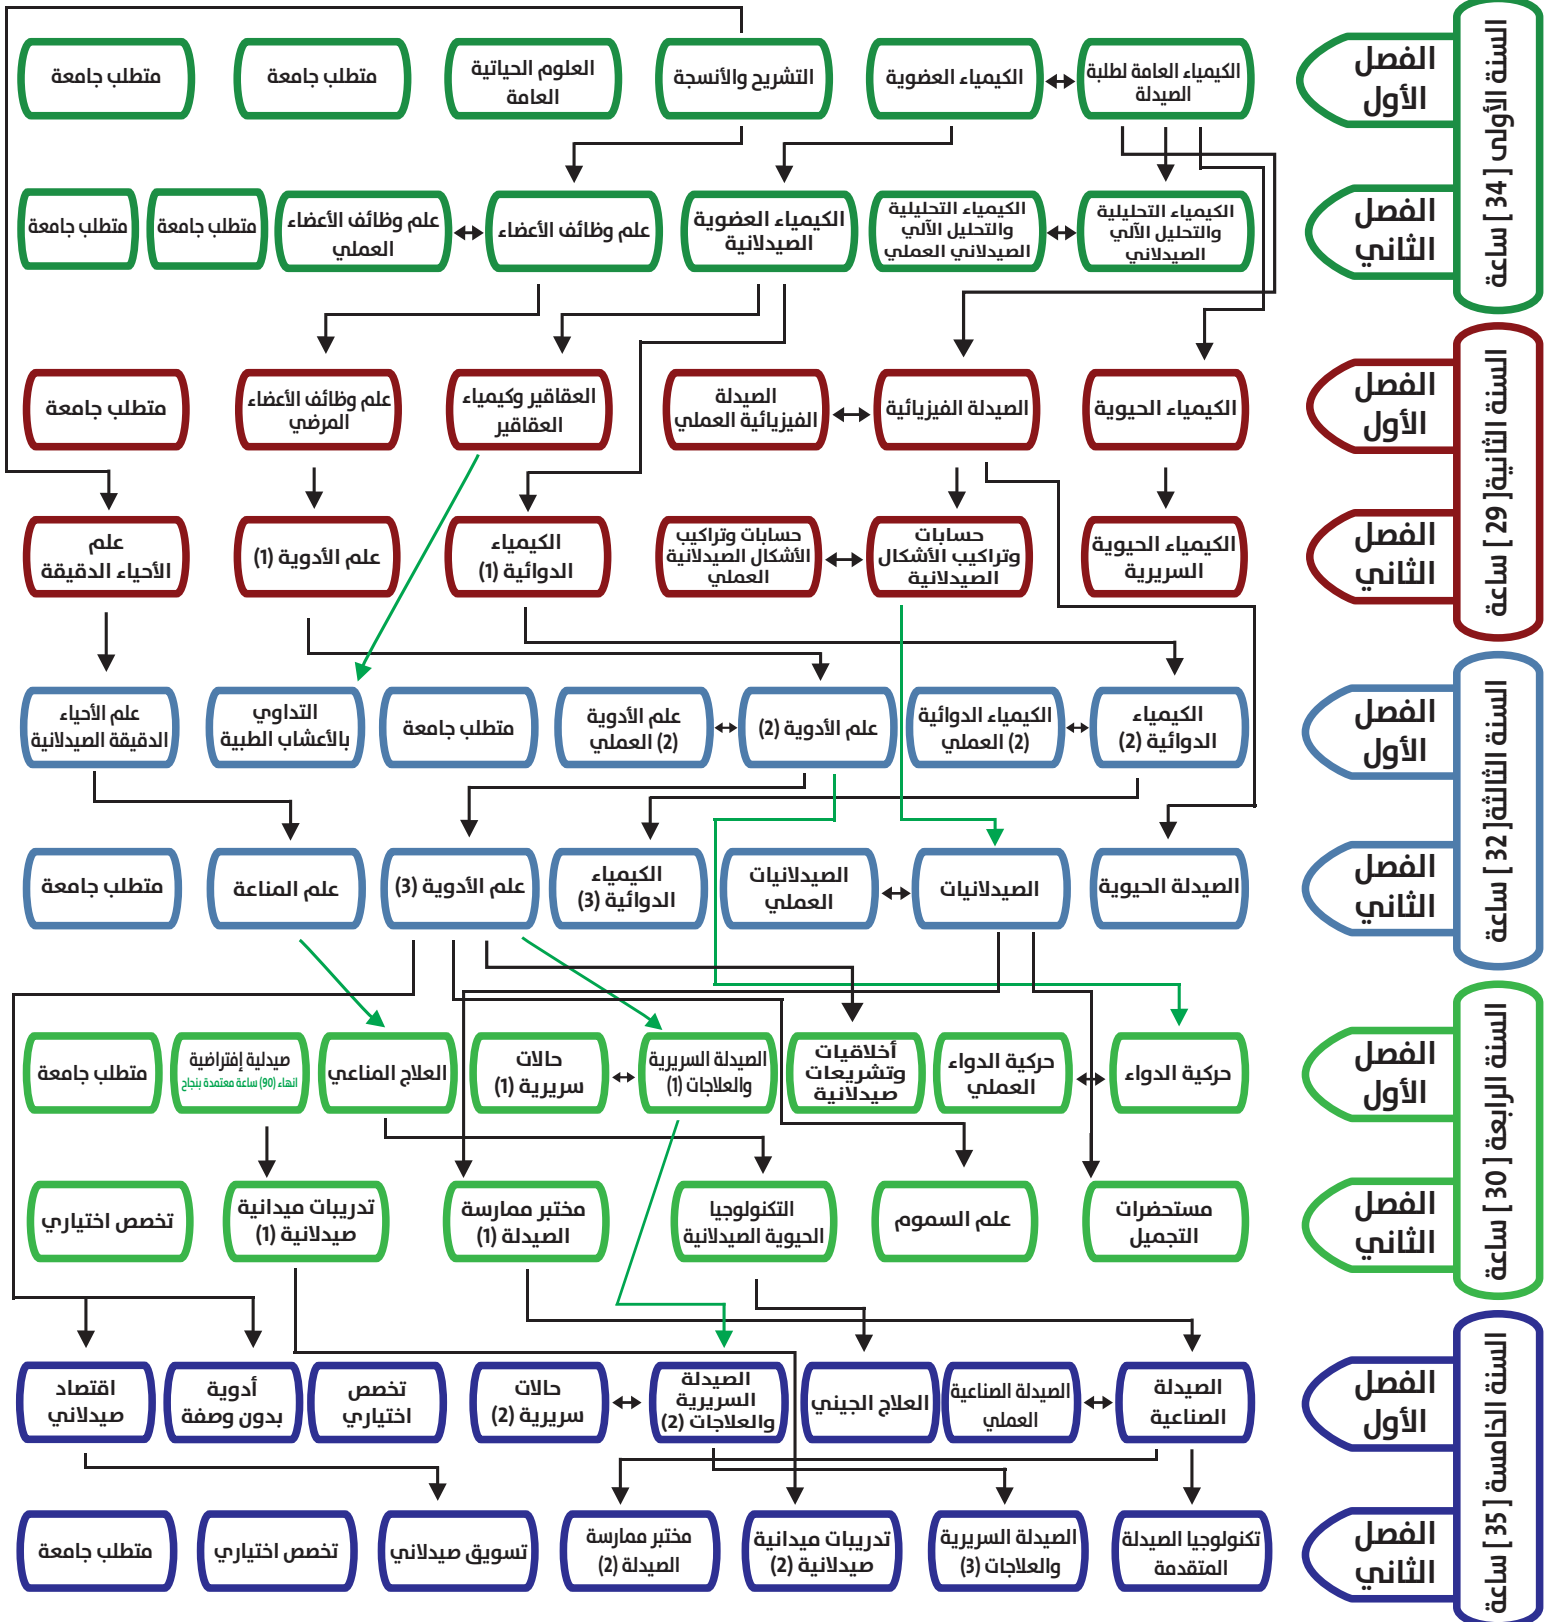 السنة الأولى [ 34 ] ساعة
الفصل
الأول
الكيمياء العامة لطلبة
الصيدلة
الكيمياء العضوية
التشريح والأنسجة
العلوم الحياتية
العامة
متطلب جامعة
متطلب جامعة
الفصل
الثاني
الكيمياء التحليلية
والتحليل الآلي
الصيدلاني
الكيمياء التحليلية
والتحليل الآلي
الصيدلاني العملي
الكيمياء العضوية
الصيدلانية
علم وظائف الأعضاء
علم وظائف الأعضاء
العملي
متطلب جامعة
متطلب جامعة
السنة الثانية[ 29 ] ساعة
الفصل
الأول
الكيمياء الحيوية
الصيدلة الفيزيائية
الصيدلة
الفيزيائية العملي
العقاقير وكيمياء
العقاقير
علم وظائف الأعضاء
المرضي
متطلب جامعة
الفصل
الثاني
الكيمياء الحيوية
السريرية
حسابات
وتراكيب الأشكال
الصيدلانية
حسابات وتراكيب
الأشكال الصيدلانية
العملي
الكيمياء
الدوائية (1)
علم الأدوية (1)
علم
الأحياء الدقيقة
السنة الثالثة[ 32 ] ساعة
الفصل
الأول
الكيمياء
الدوائية (2)
الكيمياء الدوائية
(2) العملي
علم الأدوية (2)
علم الأدوية
(2) العملي
متطلب جامعة
التداوي
بالأعشاب الطبية
علم الأحياء
الدقيقة الصيدلانية
الفصل
الثاني
الصيدلة الحيوية
الصيدلانيات
الصيدلانيات
العملي
الكيمياء
الدوائية (3)
علم الأدوية (3)
علم المناعة
متطلب جامعة
السنة الرابعة [ 30 ] ساعة
الفصل
الأول
حركية الدواء
حركية الدواء
العملي
أخلاقيات
وتشريعات
صيدلانية
الصيدلة السريرية
والعلاجات (1)
حالات
سريرية (1)
العلاج المناعي
صيدلية إفتراضية
انهاء (90) ساعة معتمدة بنجاح
متطلب جامعة
الفصل
الثاني
مستحضرات
التجميل
علم السموم
التكنولوجيا
الحيوية الصيدلانية
مختبر ممارسة
الصيدلة (1)
تدريبات ميدانية
صيدلانية (1)
تخصص اختياري
السنة الخامسة [ 35 ] ساعة
الفصل
الأول
الصيدلة
الصناعية
الصيدلة الصناعية
العملي
العلاج الجيني
الصيدلة
السريرية
والعلاجات (2)
حالات
سريرية (2)
تخصص
اختياري
أدوية
بدون وصفة
اقتصاد
صيدلاني
الفصل
الثاني
تكنولوجيا الصيدلة
المتقدمة
الصيدلة السريرية
والعلاجات (3)
تدريبات ميدانية
صيدلانية (2)
مختبر ممارسة
الصيدلة (2)
تسويق صيدلاني
تخصص اختياري
متطلب جامعة